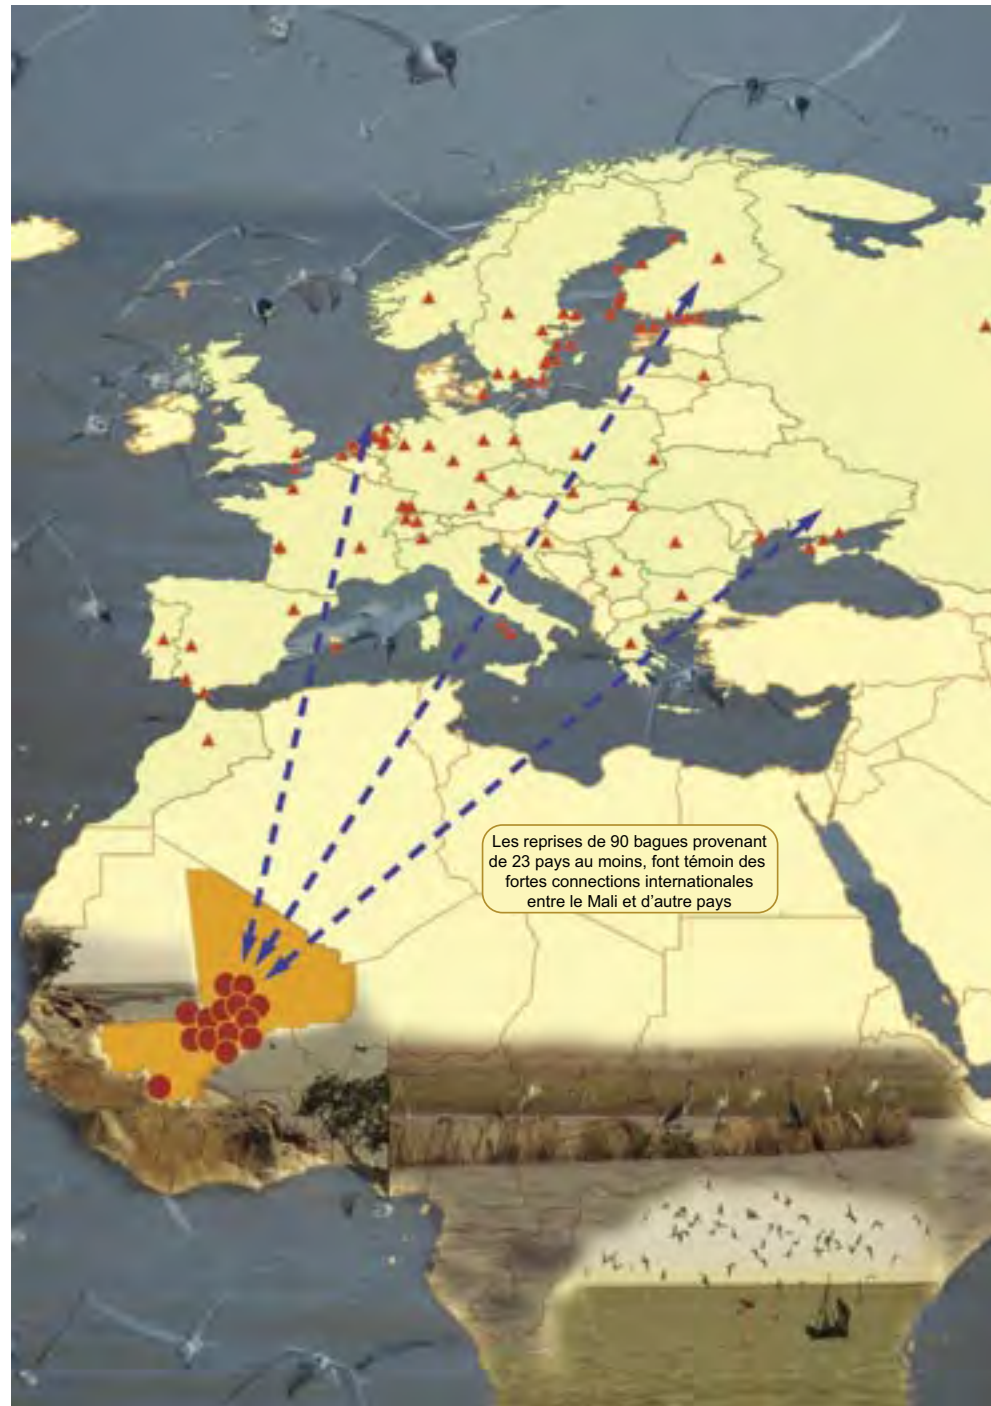 Les reprises de 90 bagues provenant
de 23 pays au moins, font témoin des
fortes connections internationales
entre le Mali et d'autre pays